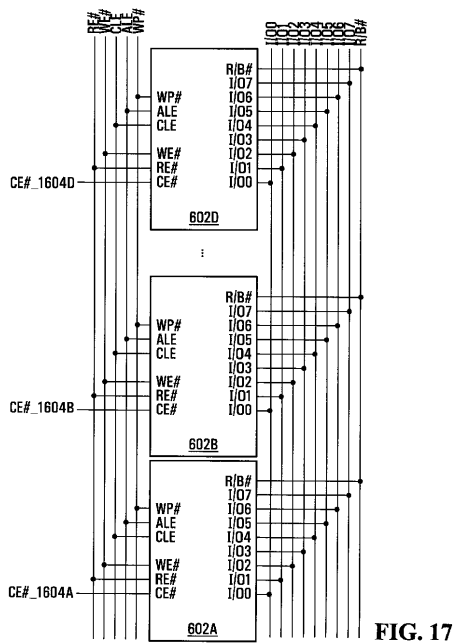 RE#
WE#
CLE
ALE
WP#
I/O0
I/O1
I/O2
I/O3
I/O4
I/O5
I/O6
I/O7
R/B#
R/B#
I/O7
WP# I/O6
ALE I/O5
CLE I/O4
I/O3
WE# I/O2
RE# I/O1
CE#_1604D CE# I/O0
602D
...
R/B#
I/O7
WP# I/O6
ALE I/O5
CLE I/O4
I/O3
WE# I/O2
RE# I/O1
CE#_1604B CE# I/O0
602B
R/B#
I/O7
WP# I/O6
ALE I/O5
CLE I/O4
I/O3
WE# I/O2
RE# I/O1
CE#_1604A CE# I/O0
602A
FIG. 17